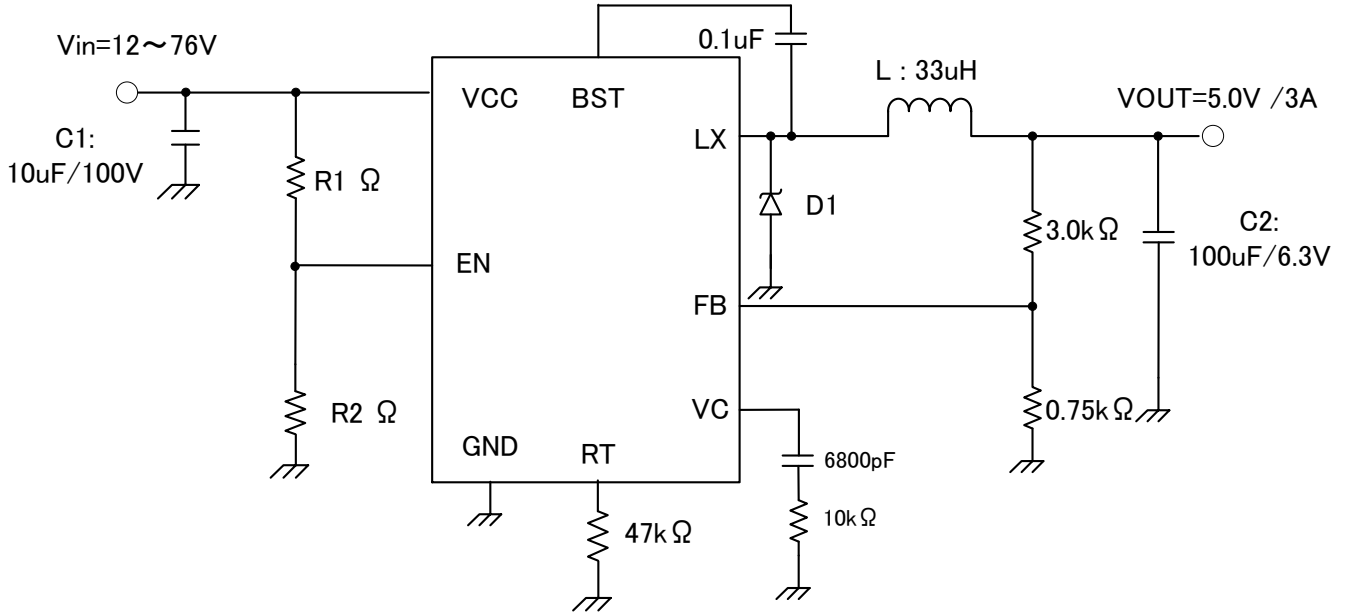 Vin=12～76V
0.1uF
L : 33uH
VCC
BST
VOUT=5.0V /3A
C1:
10uF/100V
LX
R1 Ω
D1
3.0kΩ
C2:
100uF/6.3V
EN
FB
R2 Ω
VC
0.75kΩ
GND
RT
6800pF
47kΩ
10kΩ